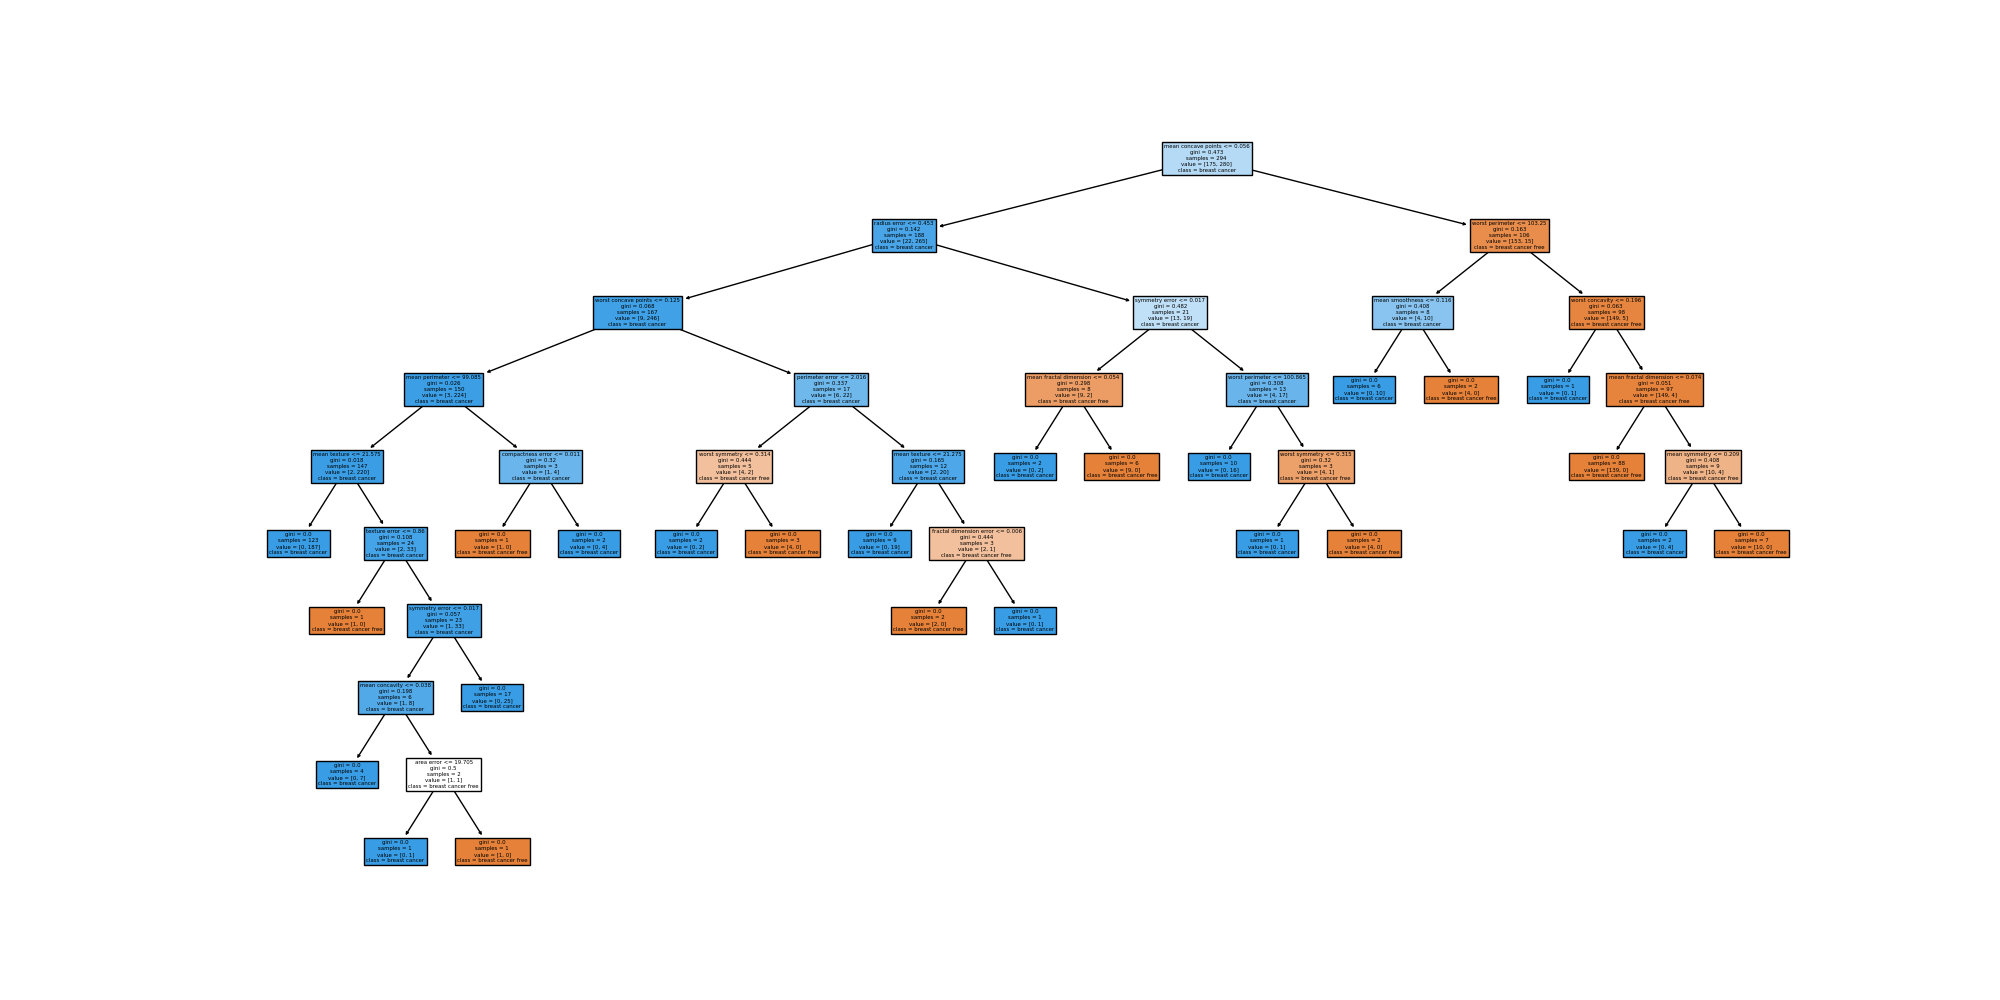 mean concave points <= 0.056
gini = 0.473
samples = 294
value = [175, 280]
class = breast cancer
radius error <= 0.453
gini = 0.142
samples = 188
value = [22, 265]
class = breast cancer
worst perimeter <= 103.25
gini = 0.163
samples = 106
value = [153, 15]
class = breast cancer free
worst concave points <= 0.125
gini = 0.068
samples = 167
value = [9, 246]
class = breast cancer
symmetry error <= 0.017
gini = 0.482
samples = 21
value = [13, 19]
class = breast cancer
mean smoothness <= 0.116
gini = 0.408
samples = 8
value = [4, 10]
class = breast cancer
worst concavity <= 0.196
gini = 0.063
samples = 98
value = [149, 5]
class = breast cancer free
mean perimeter <= 99.085
gini = 0.026
samples = 150
value = [3, 224]
class = breast cancer
perimeter error <= 2.016
gini = 0.337
samples = 17
value = [6, 22]
class = breast cancer
mean fractal dimension <= 0.054
gini = 0.298
samples = 8
value = [9, 2]
class = breast cancer free
worst perimeter <= 100.865
gini = 0.308
samples = 13
value = [4, 17]
class = breast cancer
gini = 0.0
samples = 6
value = [0, 10]
class = breast cancer
gini = 0.0
samples = 2
value = [4, 0]
class = breast cancer free
gini = 0.0
samples = 1
value = [0, 1]
class = breast cancer
mean fractal dimension <= 0.074
gini = 0.051
samples = 97
value = [149, 4]
class = breast cancer free
mean texture <= 21.575
gini = 0.018
samples = 147
value = [2, 220]
class = breast cancer
compactness error <= 0.011
gini = 0.32
samples = 3
value = [1, 4]
class = breast cancer
worst symmetry <= 0.314
gini = 0.444
samples = 5
value = [4, 2]
class = breast cancer free
mean texture <= 21.275
gini = 0.165
samples = 12
value = [2, 20]
class = breast cancer
gini = 0.0
samples = 2
value = [0, 2]
class = breast cancer
gini = 0.0
samples = 6
value = [9, 0]
class = breast cancer free
gini = 0.0
samples = 10
value = [0, 16]
class = breast cancer
worst symmetry <= 0.315
gini = 0.32
samples = 3
value = [4, 1]
class = breast cancer free
gini = 0.0
samples = 88
value = [139, 0]
class = breast cancer free
mean symmetry <= 0.209
gini = 0.408
samples = 9
value = [10, 4]
class = breast cancer free
gini = 0.0
samples = 123
value = [0, 187]
class = breast cancer
texture error <= 0.86
gini = 0.108
samples = 24
value = [2, 33]
class = breast cancer
gini = 0.0
samples = 1
value = [1, 0]
class = breast cancer free
gini = 0.0
samples = 2
value = [0, 4]
class = breast cancer
gini = 0.0
samples = 2
value = [0, 2]
class = breast cancer
gini = 0.0
samples = 3
value = [4, 0]
class = breast cancer free
gini = 0.0
samples = 9
value = [0, 19]
class = breast cancer
fractal dimension error <= 0.006
gini = 0.444
samples = 3
value = [2, 1]
class = breast cancer free
gini = 0.0
samples = 1
value = [0, 1]
class = breast cancer
gini = 0.0
samples = 2
value = [4, 0]
class = breast cancer free
gini = 0.0
samples = 2
value = [0, 4]
class = breast cancer
gini = 0.0
samples = 7
value = [10, 0]
class = breast cancer free
gini = 0.0
samples = 1
value = [1, 0]
class = breast cancer free
symmetry error <= 0.017
gini = 0.057
samples = 23
value = [1, 33]
class = breast cancer
gini = 0.0
samples = 2
value = [2, 0]
class = breast cancer free
gini = 0.0
samples = 1
value = [0, 1]
class = breast cancer
mean concavity <= 0.038
gini = 0.198
samples = 6
value = [1, 8]
class = breast cancer
gini = 0.0
samples = 17
value = [0, 25]
class = breast cancer
gini = 0.0
samples = 4
value = [0, 7]
class = breast cancer
area error <= 19.705
gini = 0.5
samples = 2
value = [1, 1]
class = breast cancer free
gini = 0.0
samples = 1
value = [0, 1]
class = breast cancer
gini = 0.0
samples = 1
value = [1, 0]
class = breast cancer free